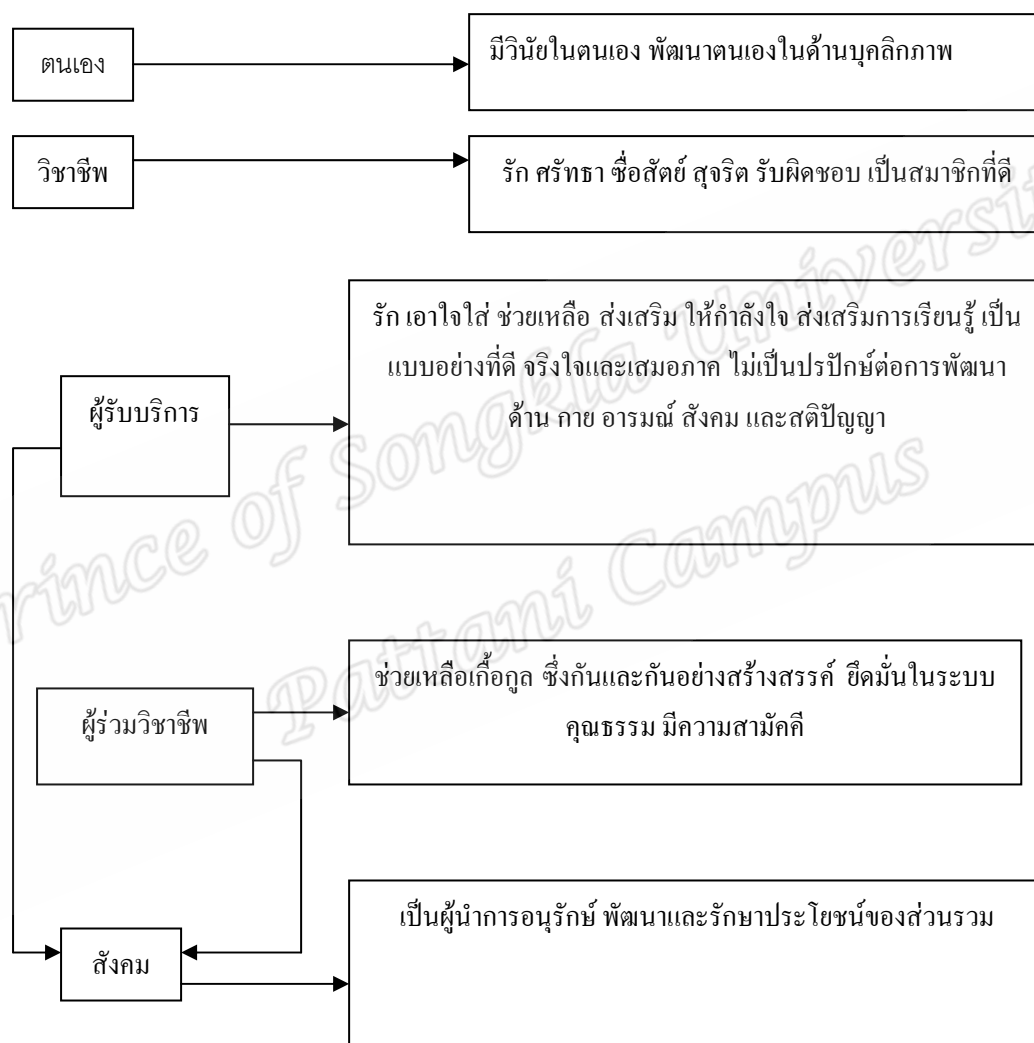 ตนเอง
มีวินัยในตนเอง พัฒนาตนเองในด้านบุคลิกภาพ
วิชาชีพ
รัก ศรัทธา ซื่อสัตย์ สุจริต รับผิดชอบ เป็นสมาชิกที่ดี
ผู้รับบริการ
รัก เอาใจใส่ ช่วยเหลือ ส่งเสริม ให้กำลังใจ ส่งเสริมการเรียนรู้ เป็น
แบบอย่างที่ดี จริงใจและเสมอภาค ไม่เป็นปรปักษ์ต่อการพัฒนา
ด้าน กาย อารมณ์ สังคม และสติปัญญา
ผู้ร่วมวิชาชีพ
ช่วยเหลือเกื้อกูล ซึ่งกันและกันอย่างสร้างสรรค์ ยึดมั่นในระบบ
คุณธรรม มีความสามัคคี
สังคม
เป็นผู้นำการอนุรักษ์ พัฒนาและรักษาประโยชน์ของส่วนรวม
rince of Songkla Universit
Pattani Campus